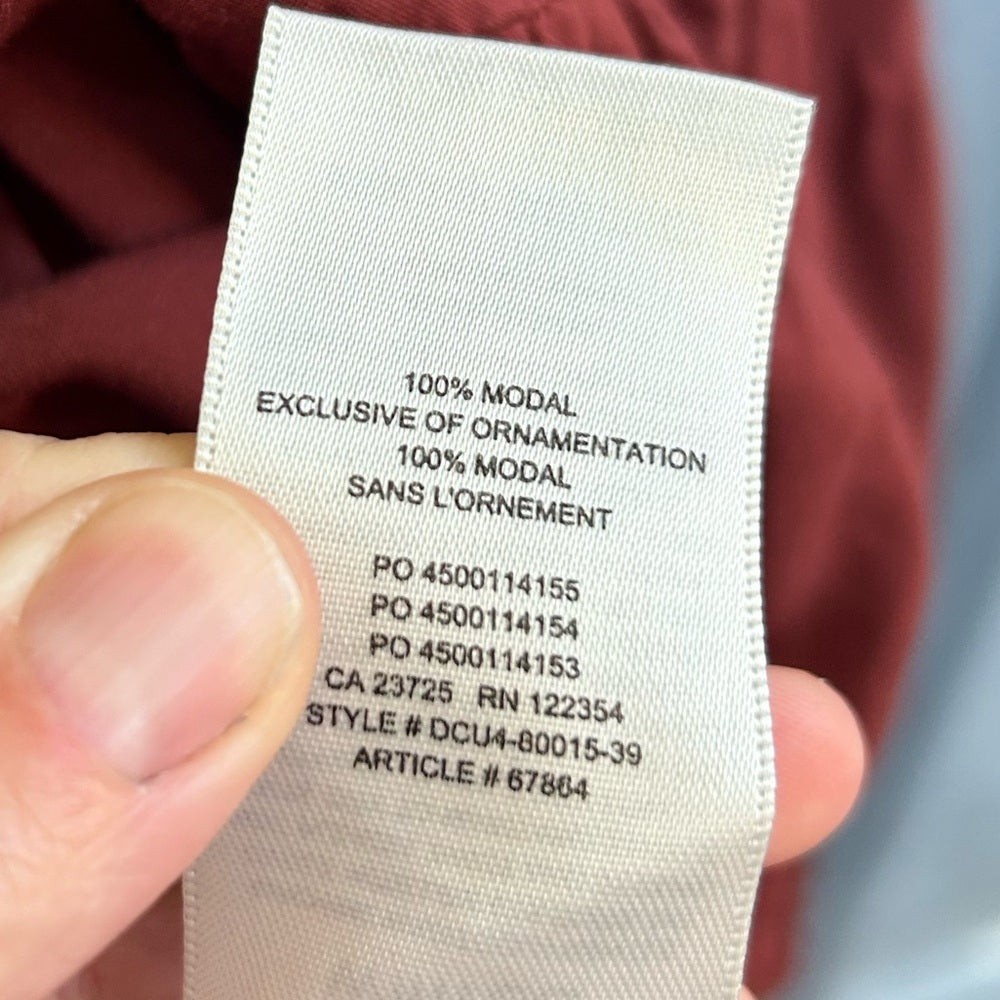 100% MODAL
EXCLUSIVE OF ORNAMENTATION
100% MODAL
SANS L'ORNEMENT
PO 4500114155
PO 4500114154
PO 4500114153
CA 23725 RN 122354
STYLE # DCU4-80015-39
ARTICLE # 67864